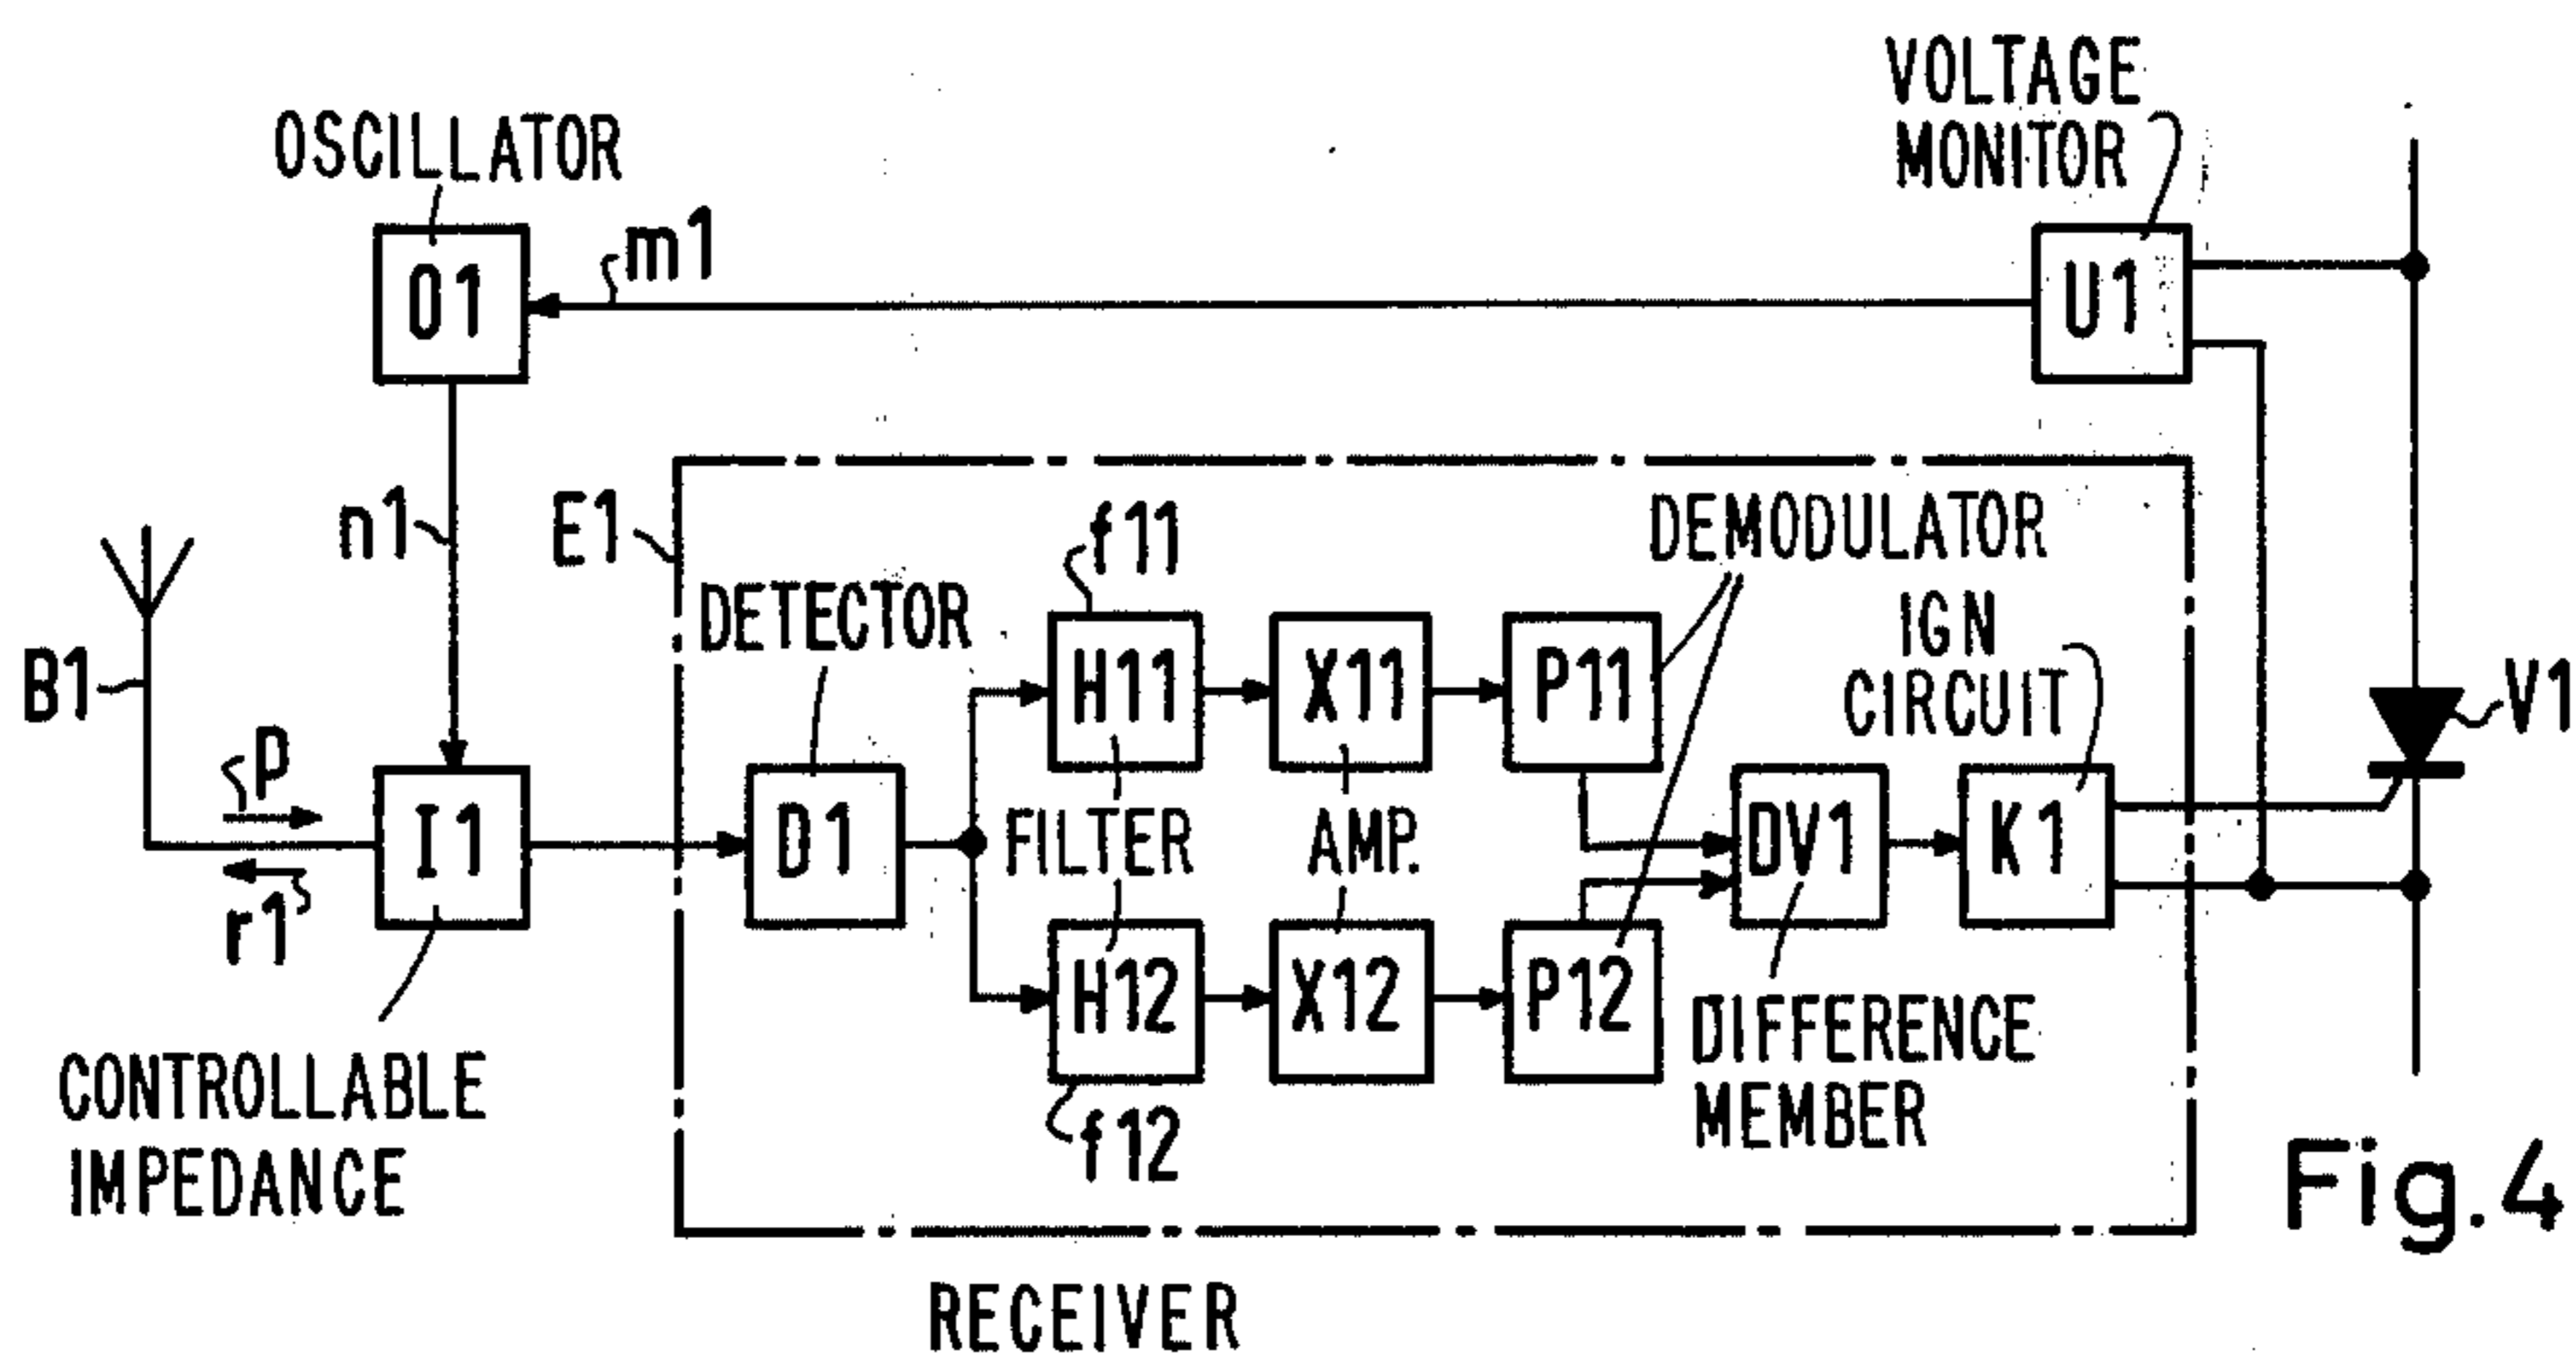 VOLTAGE
MONITOR
OSCILLATOR
m1
O1
U1
n1
E1
f11
DEMODULATOR
DETECTOR
IGN
CIRCUIT
B1
H11
X11
P11
V1
p
I1
D1
FILTER
AMP.
DV1
K1
r1
H12
X12
P12
DIFFERENCE
MEMBER
CONTROLLABLE
IMPEDANCE
f12
Fig.4
RECEIVER